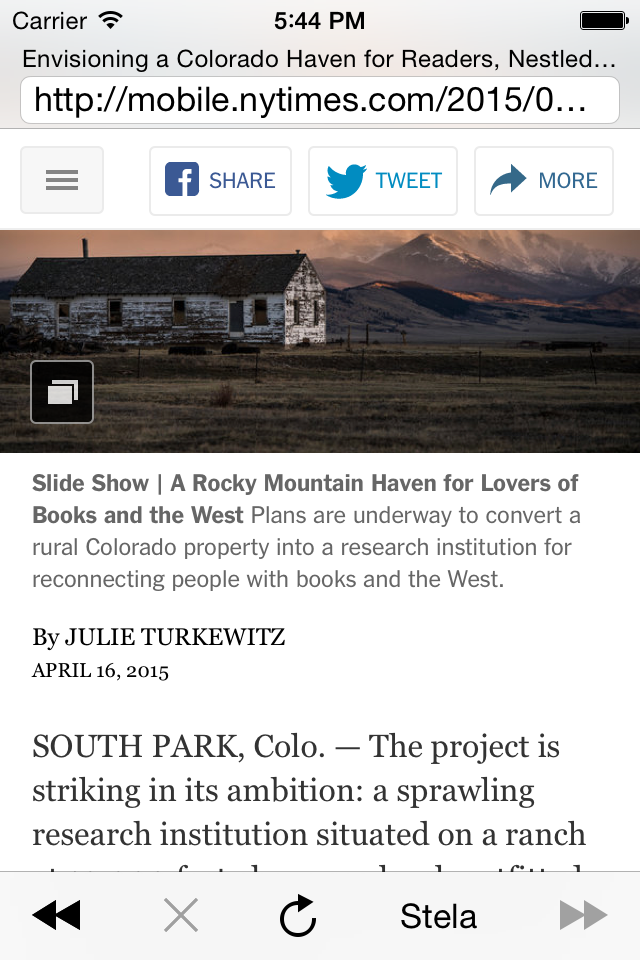 Carrier 5:44 PM
Envisioning a Colorado Haven for Readers, Nestled...
http://mobile.nytimes.com/2015/0...
SHARE TWEET MORE
Slide Show | A Rocky Mountain Haven for Lovers of
Books and the West Plans are underway to convert a
rural Colorado property into a research institution for
reconnecting people with books and the West.
By JULIE TURKEWITZ
APRIL 16, 2015
SOUTH PARK, Colo. — The project is
striking in its ambition: a sprawling
research institution situated on a ranch
Stela